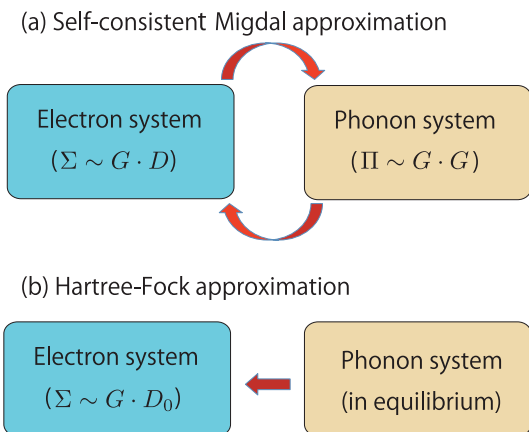 (a) Self-consistent Migdal approximation
Electron system
(Σ ∼ G · D)
Phonon system
(Π ∼ G · G)
(b) Hartree-Fock approximation
Electron system
(Σ ∼ G · D₀)
Phonon system
(in equilibrium)